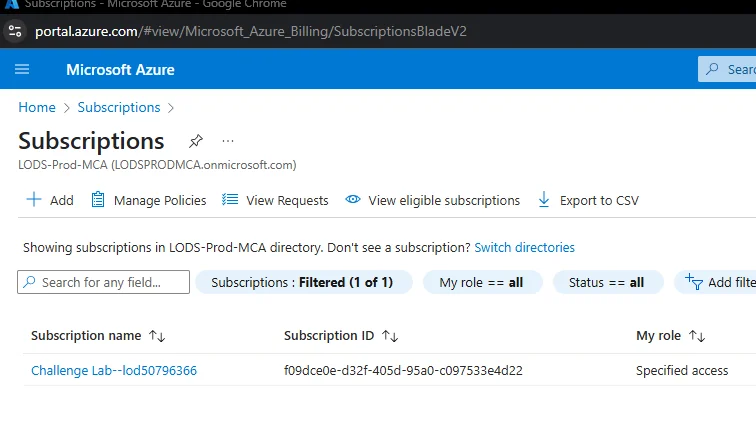 Subscriptions - Microsoft Azure - Google Chrome
portal.azure.com/#view/Microsoft_Azure_Billing/SubscriptionsBladeV2
Microsoft Azure
Sear
Home > Subscriptions >
Subscriptions
LODS-Prod-MCA (LODSPRODMCA.onmicrosoft.com)
Add Manage Policies View Requests View eligible subscriptions Export to CSV
Showing subscriptions in LODS-Prod-MCA directory. Don't see a subscription? Switch directories
Search for any field... Subscriptions : Filtered (1 of 1) My role == all Status == all Add filte
Subscription name ↑↓ Subscription ID ↑↓ My role ↑↓
Challenge Lab--lod50796366 f09dce0e-d32f-405d-95a0-c097533e4d22 Specified access